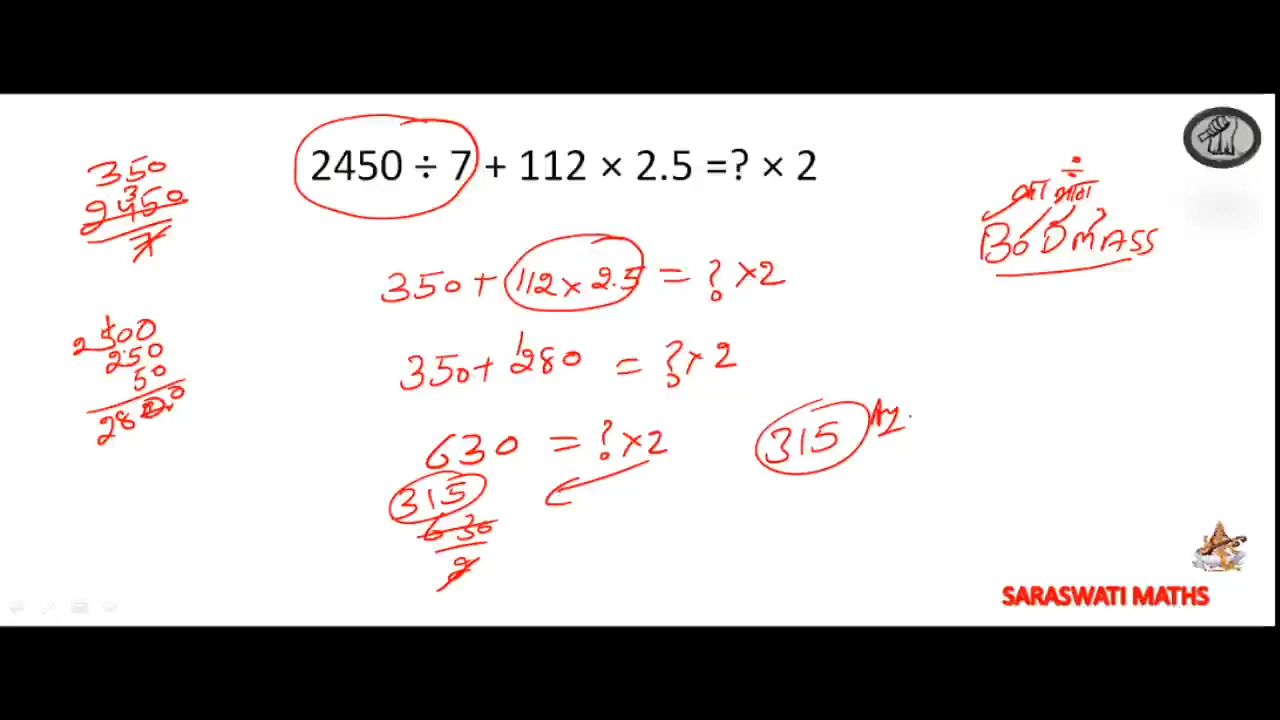 2450 ÷ 7 + 112 × 2.5 =? × 2
350
2450
7
BODMASS
÷
का भाग
350 + 112 × 2.5 = ? × 2
2500
250
50
280.0
350 + 280 = ? × 2
630 = ? × 2
315
630
2
315
SARASWATI MATHS